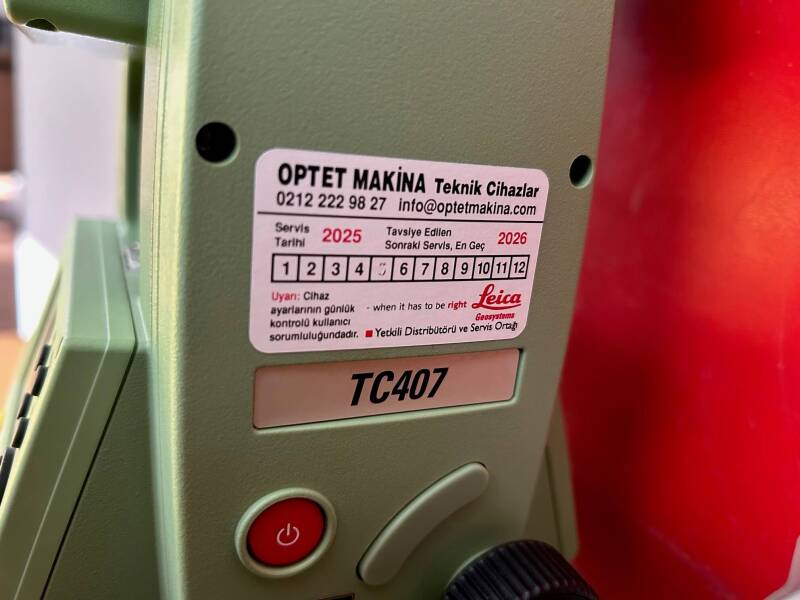 OPTET MAKİNA Teknik Cihazlar
0212 222 98 27 info@optetmakina.com
Servis Tarihi 2025 Tavsiye Edilen Sonraki Servis, En Geç 2026
1 2 3 4 6 7 8 9 10 11 12
Uyarı: Cihaz
ayarlarının günlük
kontrolü kullanıcı
sorumluluğundadır.
- when it has to be right Leica
Geosystems
Yetkili Distribütörü ve Servis Ortağı
TC407